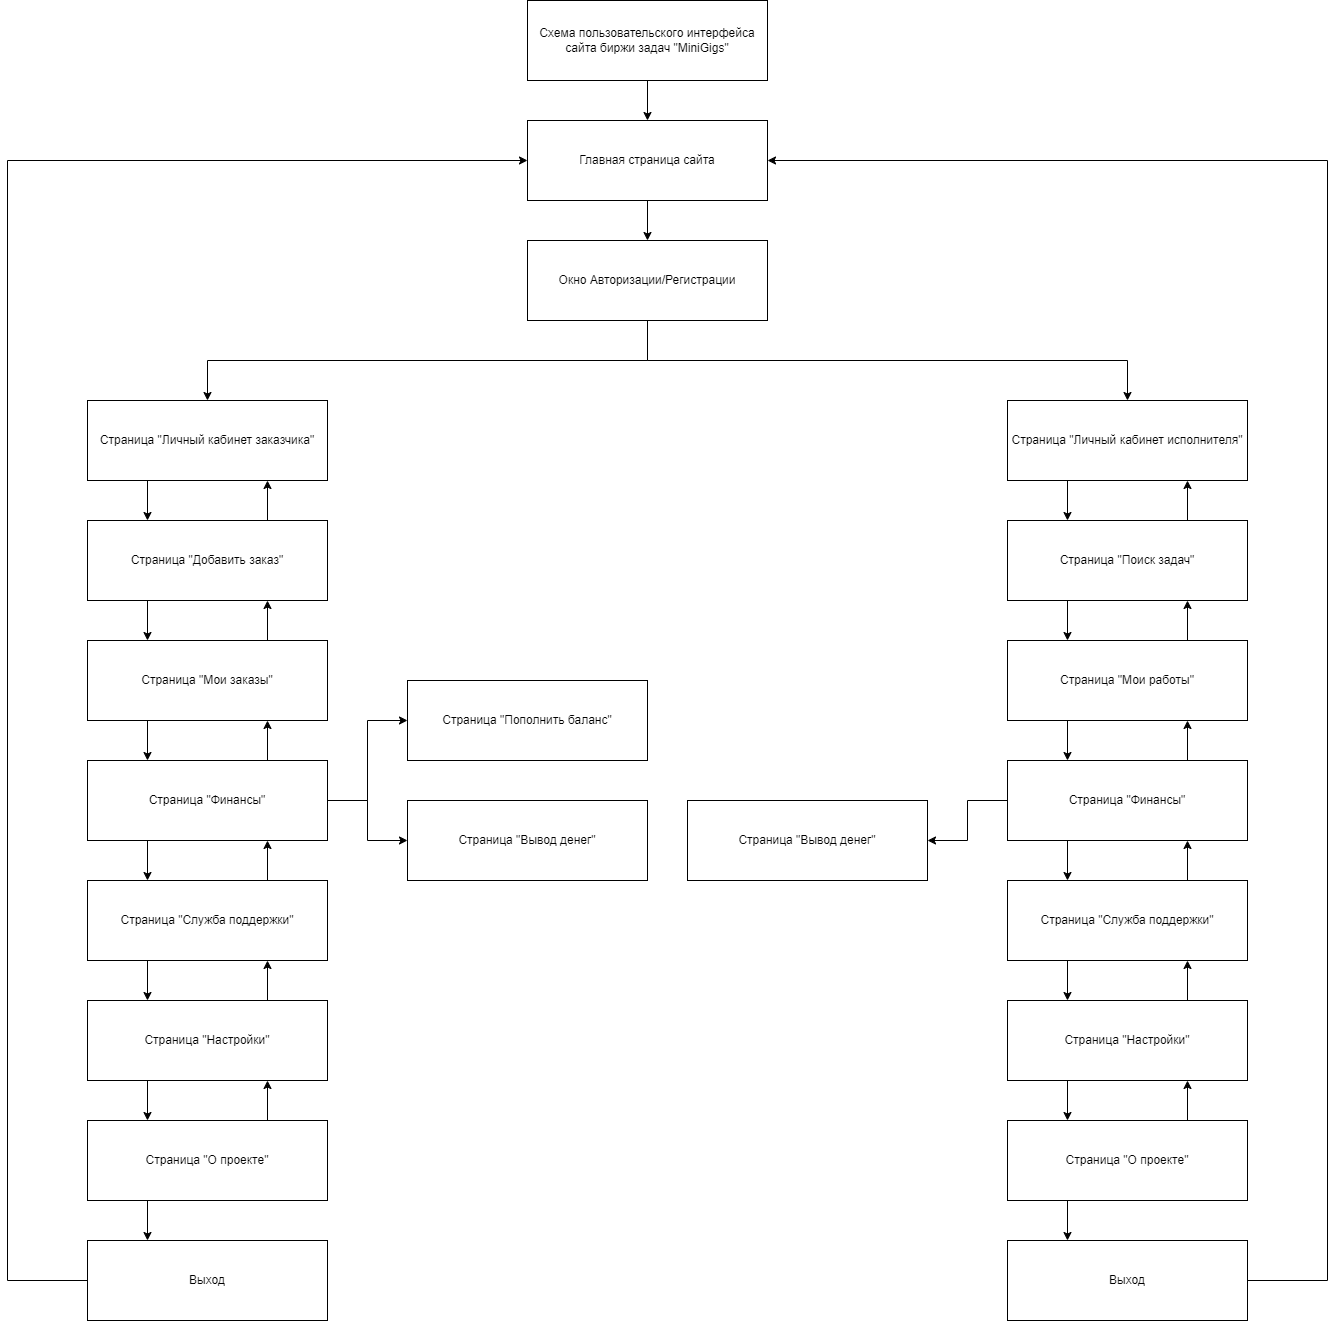 Схема пользовательского интерфейса
сайта биржи задач "MiniGigs"
Главная страница сайта
Окно Авторизации/Регистрации
Страница "Личный кабинет заказчика"
Страница "Добавить заказ"
Страница "Мои заказы"
Страница "Финансы"
Страница "Пополнить баланс"
Страница "Вывод денег"
Страница "Служба поддержки"
Страница "Настройки"
Страница "О проекте"
Выход
Страница "Личный кабинет исполнителя"
Страница "Поиск задач"
Страница "Мои работы"
Страница "Финансы"
Страница "Вывод денег"
Страница "Служба поддержки"
Страница "Настройки"
Страница "О проекте"
Выход